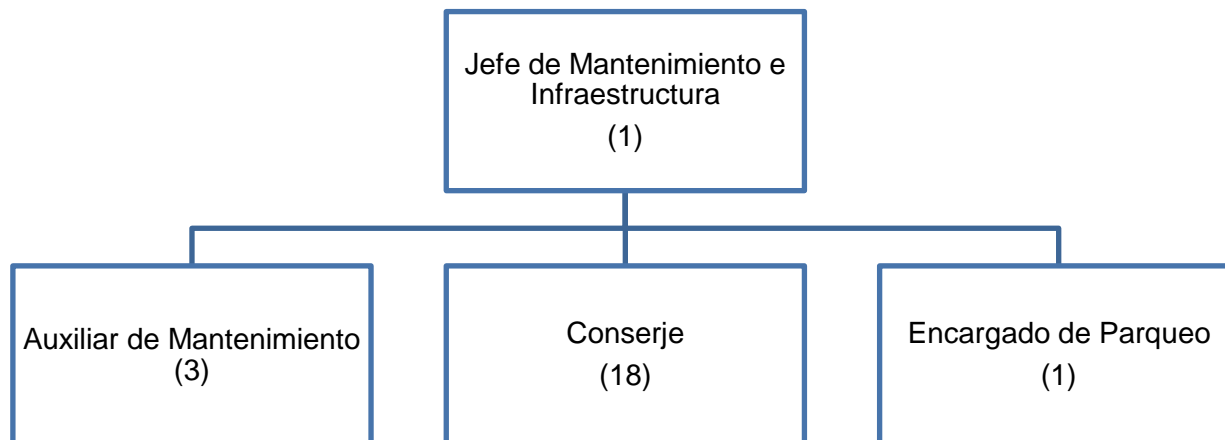 Jefe de Mantenimiento e
Infraestructura
(1)
Auxiliar de Mantenimiento
(3)
Conserje
(18)
Encargado de Parqueo
(1)